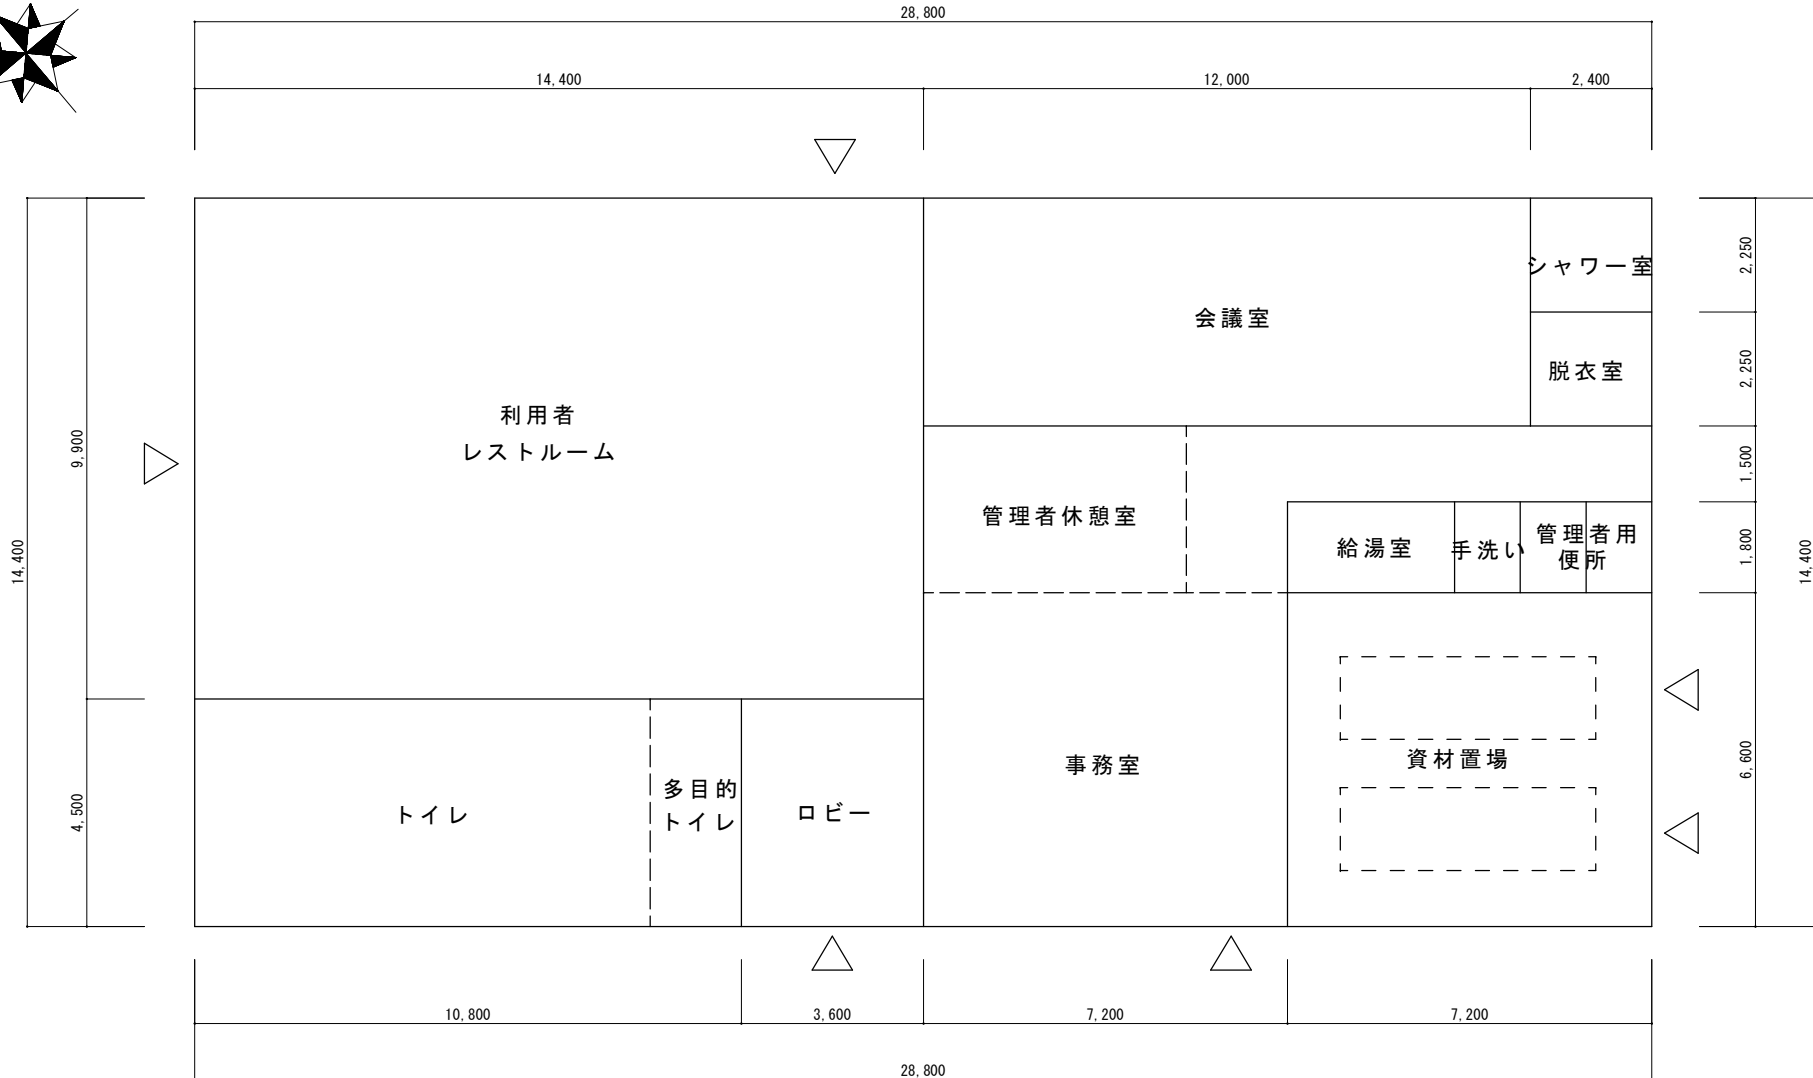 28,800
14,400
12,000
2,400
利用者
レストルーム
会議室
シャワー室
脱衣室
管理者休憩室
給湯室
手洗い
管理者用
便所
トイレ
多目的
トイレ
ロビー
事務室
資材置場
14,400
9,900
4,500
2,250
2,250
1,500
1,800
6,600
14,400
10,800
3,600
7,200
7,200
28,800